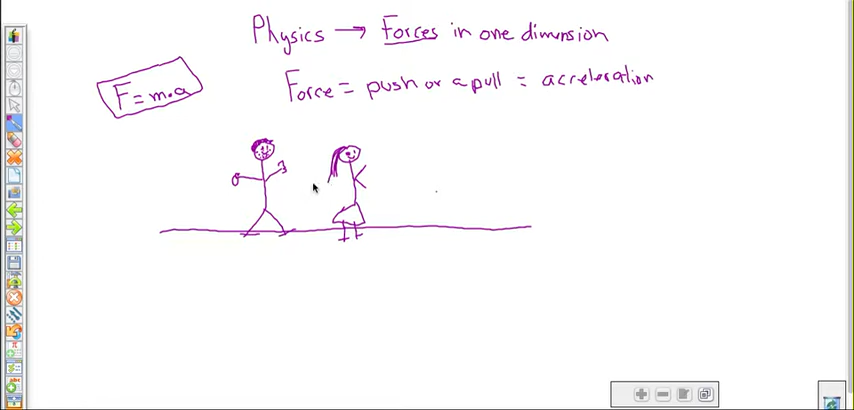 Physics → Forces in one dimension
F = m·a
Force = push or a pull = acceleration